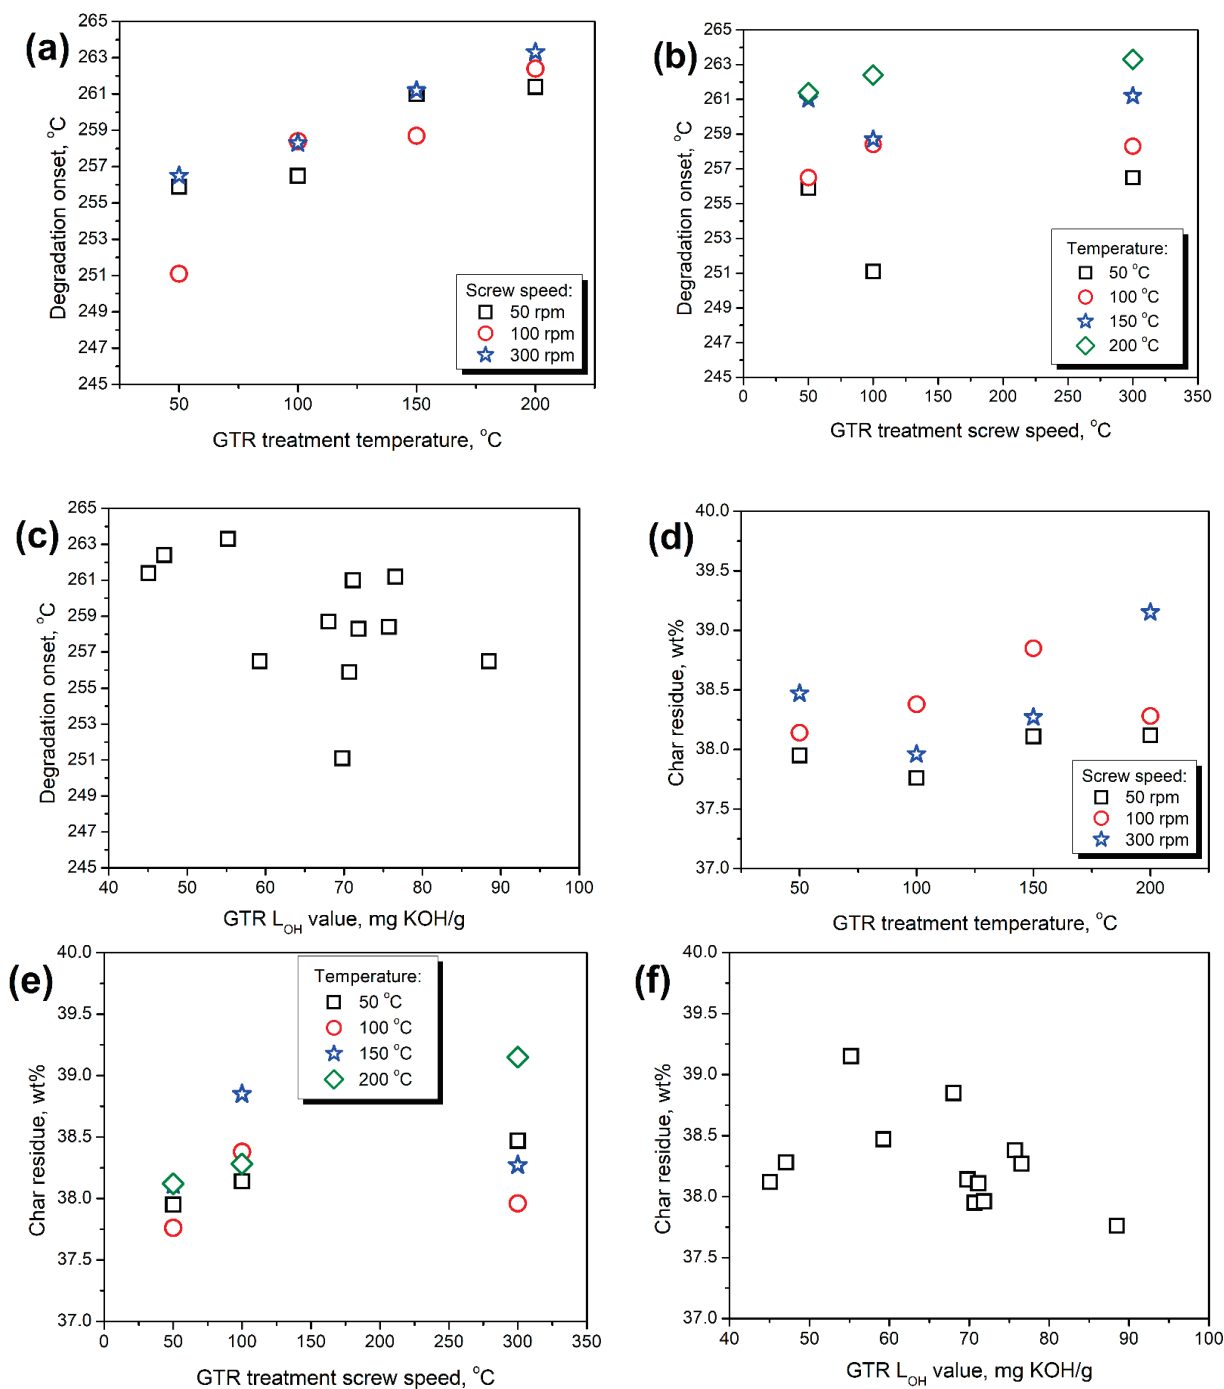 (a)
265
263
261
259
257
255
253
251
249
247
245
Degradation onset, °C
Screw speed:
50 rpm
100 rpm
300 rpm
50 100 150 200
GTR treatment temperature, °C
(b)
265
263
261
259
257
255
253
251
249
247
245
Degradation onset, °C
Temperature:
50 °C
100 °C
150 °C
200 °C
0 50 100 150 200 250 300 350
GTR treatment screw speed, °C
(c)
265
263
261
259
257
255
253
251
249
247
245
Degradation onset, °C
40 50 60 70 80 90 100
GTR LOH value, mg KOH/g
(d)
40.0
39.5
39.0
38.5
38.0
37.5
37.0
Char residue, wt%
Screw speed:
50 rpm
100 rpm
300 rpm
50 100 150 200
GTR treatment temperature, °C
(e)
40.0
39.5
39.0
38.5
38.0
37.5
37.0
Char residue, wt%
Temperature:
50 °C
100 °C
150 °C
200 °C
0 50 100 150 200 250 300 350
GTR treatment screw speed, °C
(f)
40.0
39.5
39.0
38.5
38.0
37.5
37.0
Char residue, wt%
40 50 60 70 80 90 100
GTR LOH value, mg KOH/g